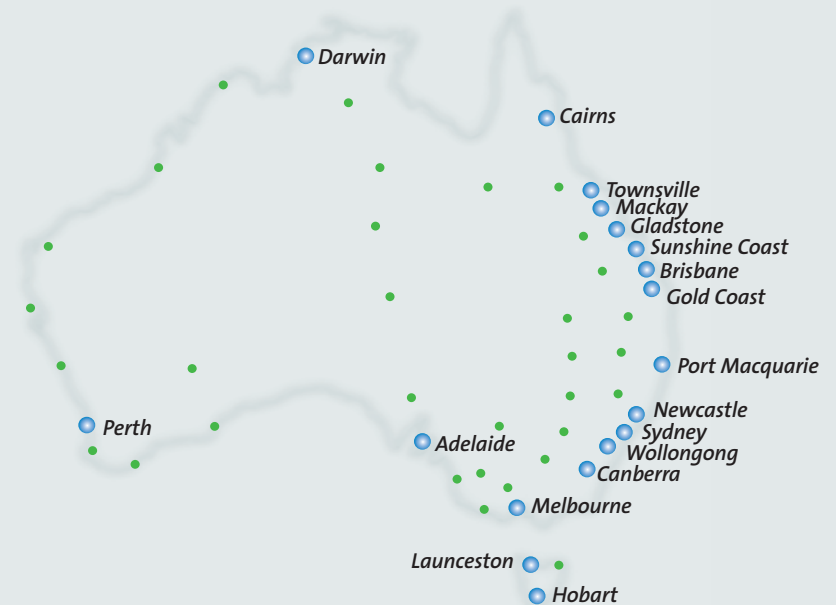 Darwin
Cairns
Townsville
Mackay
Gladstone
Sunshine Coast
Brisbane
Gold Coast
Port Macquarie
Newcastle
Perth
Sydney
Adelaide
Wollongong
Canberra
Melbourne
Launceston
Hobart